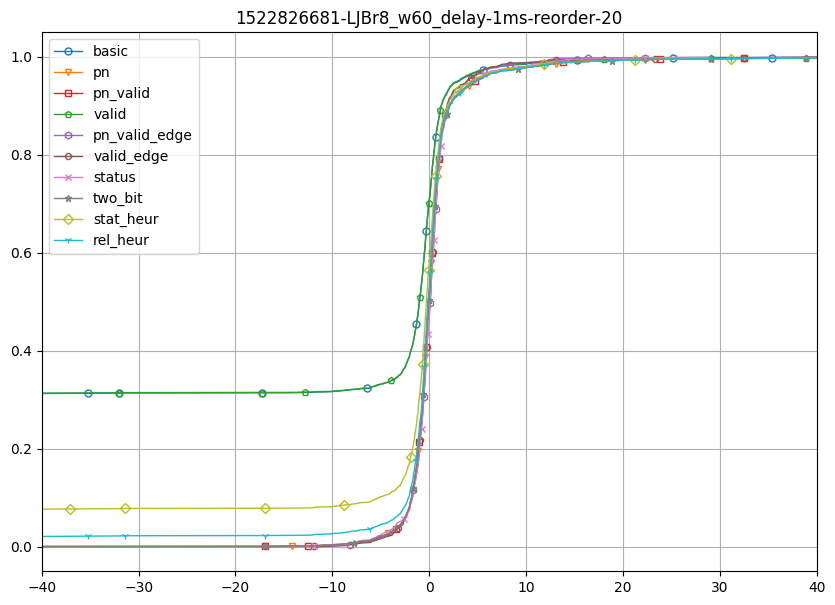 1522826681-LJBr8_w60_delay-1ms-reorder-20
basic
pn
pn_valid
valid
pn_valid_edge
valid_edge
status
two_bit
stat_heur
rel_heur
1.0
0.8
0.6
0.4
0.2
0.0
−40 −30 −20 −10 0 10 20 30 40